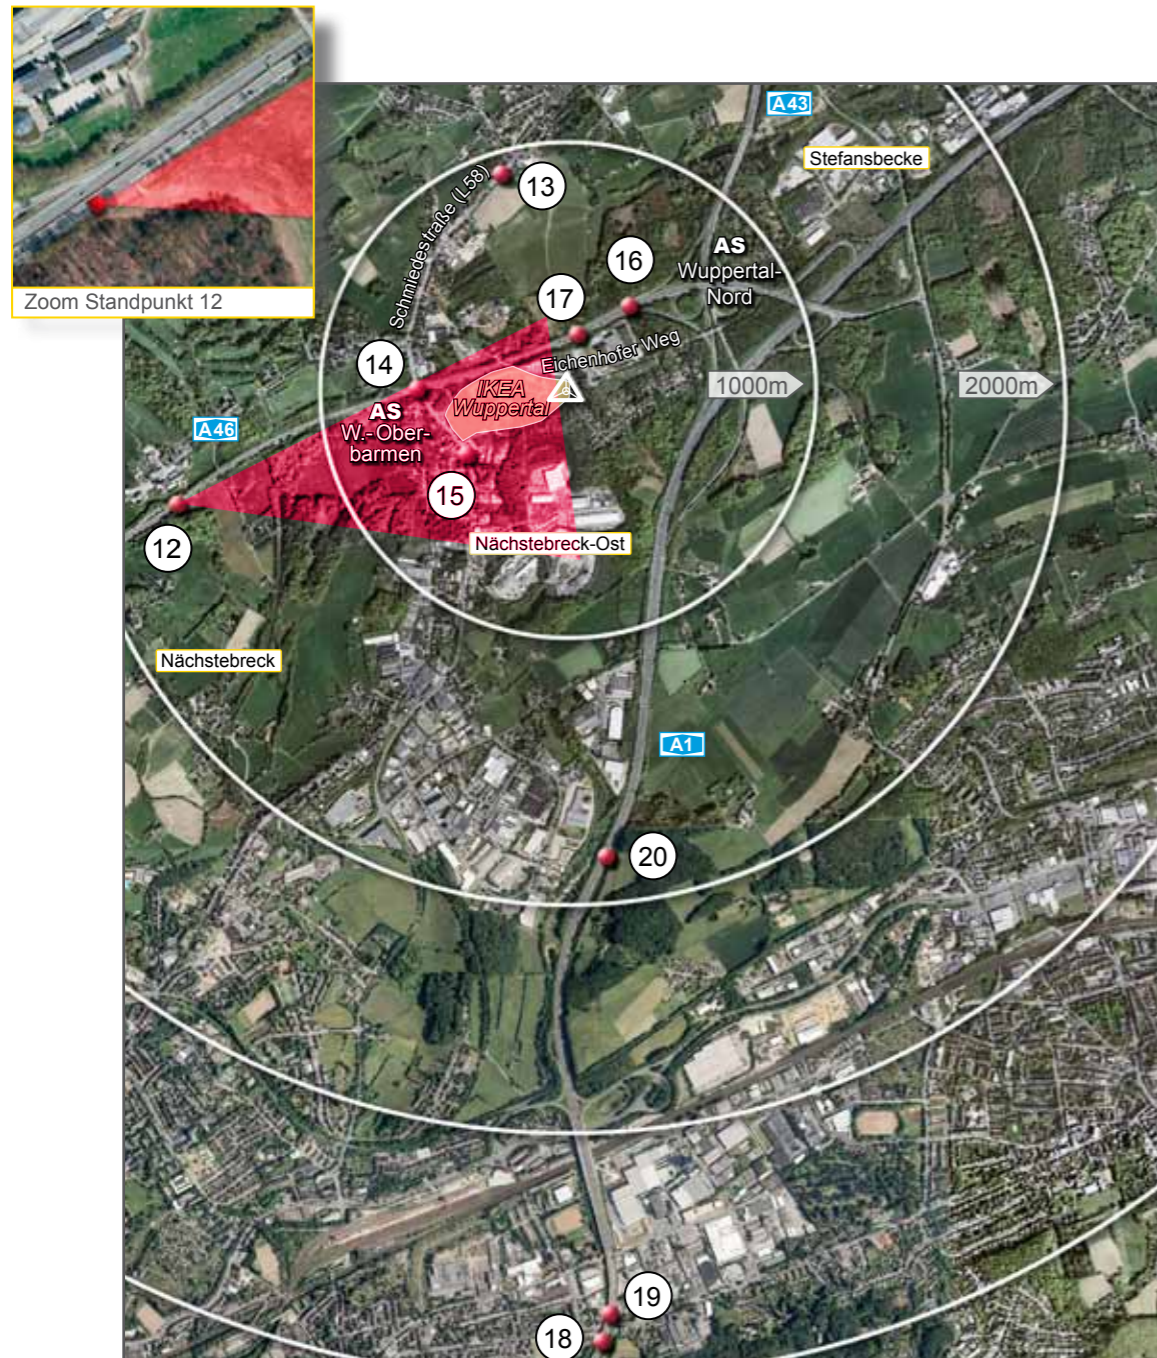 Zoom Standpunkt 12
A43
Stefansbecke
13
Schmiedestraße (L58)
16
AS
Wuppertal-
Nord
17
Eichenhofer Weg
14
IKEA
Wuppertal
1000m
2000m
AS
W.-Ober-
barmen
A46
15
12
Nächstebreck-Ost
Nächstebreck
A1
20
19
18